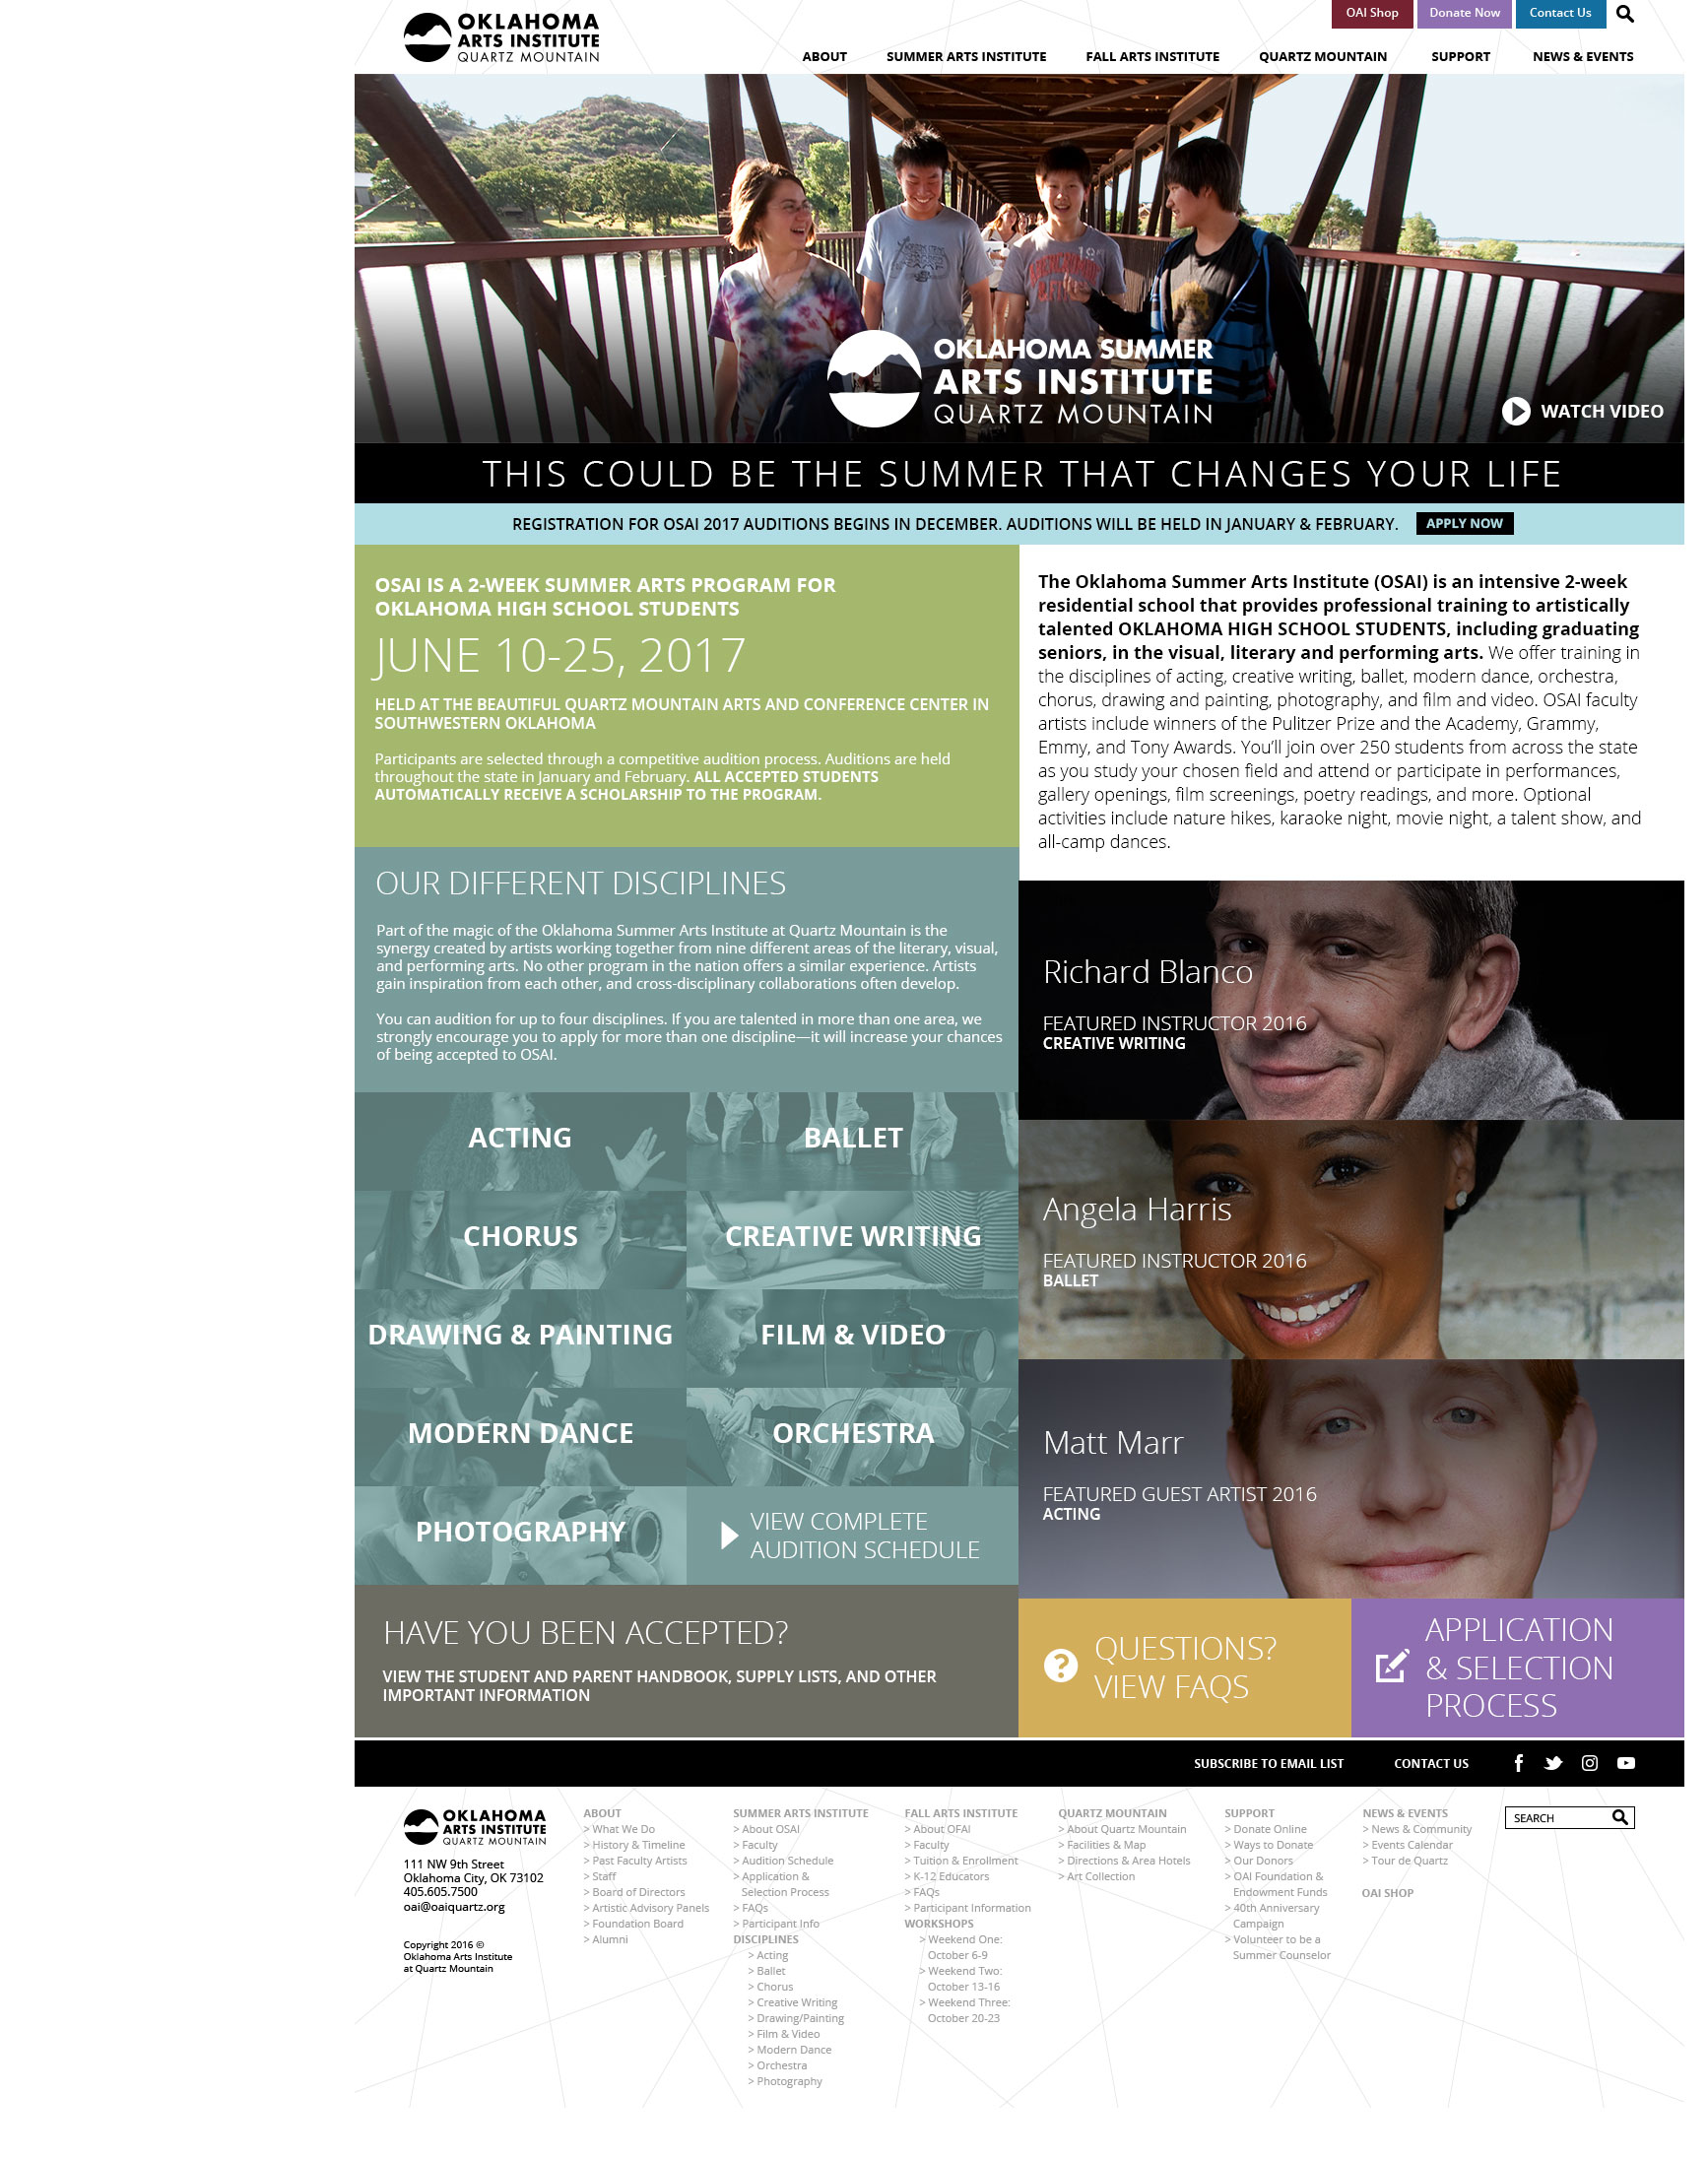 OKLAHOMA
ARTS INSTITUTE
QUARTZ MOUNTAIN
OAI Shop
Donate Now
Contact Us
ABOUT
SUMMER ARTS INSTITUTE
FALL ARTS INSTITUTE
QUARTZ MOUNTAIN
SUPPORT
NEWS & EVENTS
OKLAHOMA SUMMER
ARTS INSTITUTE
QUARTZ MOUNTAIN
WATCH VIDEO
THIS COULD BE THE SUMMER THAT CHANGES YOUR LIFE
REGISTRATION FOR OSAI 2017 AUDITIONS BEGINS IN DECEMBER. AUDITIONS WILL BE HELD IN JANUARY & FEBRUARY.
APPLY NOW
OSAI IS A 2-WEEK SUMMER ARTS PROGRAM FOR
OKLAHOMA HIGH SCHOOL STUDENTS
JUNE 10-25, 2017
HELD AT THE BEAUTIFUL QUARTZ MOUNTAIN ARTS AND CONFERENCE CENTER IN
SOUTHWESTERN OKLAHOMA
Participants are selected through a competitive audition process. Auditions are held
throughout the state in January and February. ALL ACCEPTED STUDENTS
AUTOMATICALLY RECEIVE A SCHOLARSHIP TO THE PROGRAM.
The Oklahoma Summer Arts Institute (OSAI) is an intensive 2-week
residential school that provides professional training to artistically
talented OKLAHOMA HIGH SCHOOL STUDENTS, including graduating
seniors, in the visual, literary and performing arts. We offer training in
the disciplines of acting, creative writing, ballet, modern dance, orchestra,
chorus, drawing and painting, photography, and film and video. OSAI faculty
artists include winners of the Pulitzer Prize and the Academy, Grammy,
Emmy, and Tony Awards. You'll join over 250 students from across the state
as you study your chosen field and attend or participate in performances,
gallery openings, film screenings, poetry readings, and more. Optional
activities include nature hikes, karaoke night, movie night, a talent show, and
all-camp dances.
OUR DIFFERENT DISCIPLINES
Part of the magic of the Oklahoma Summer Arts Institute at Quartz Mountain is the
synergy created by artists working together from nine different areas of the literary, visual,
and performing arts. No other program in the nation offers a similar experience. Artists
gain inspiration from each other, and cross-disciplinary collaborations often develop.
You can audition for up to four disciplines. If you are talented in more than one area, we
strongly encourage you to apply for more than one discipline—it will increase your chances
of being accepted to OSAI.
ACTING
BALLET
CHORUS
CREATIVE WRITING
DRAWING & PAINTING
FILM & VIDEO
MODERN DANCE
ORCHESTRA
PHOTOGRAPHY
VIEW COMPLETE
AUDITION SCHEDULE
Richard Blanco
FEATURED INSTRUCTOR 2016
CREATIVE WRITING
Angela Harris
FEATURED INSTRUCTOR 2016
BALLET
Matt Marr
FEATURED GUEST ARTIST 2016
ACTING
HAVE YOU BEEN ACCEPTED?
VIEW THE STUDENT AND PARENT HANDBOOK, SUPPLY LISTS, AND OTHER
IMPORTANT INFORMATION
QUESTIONS?
VIEW FAQS
APPLICATION
& SELECTION
PROCESS
SUBSCRIBE TO EMAIL LIST
CONTACT US
OKLAHOMA
ARTS INSTITUTE
QUARTZ MOUNTAIN
111 NW 9th Street
Oklahoma City, OK 73102
405.605.7500
oai@oaiquartz.org
Copyright 2016 ©
Oklahoma Arts Institute
at Quartz Mountain
ABOUT
> What We Do
> History & Timeline
> Past Faculty Artists
> Staff
> Board of Directors
> Artistic Advisory Panels
> Foundation Board
> Alumni
SUMMER ARTS INSTITUTE
> About OSAI
> Faculty
> Audition Schedule
> Application &
Selection Process
> FAQs
> Participant Info
DISCIPLINES
> Acting
> Ballet
> Chorus
> Creative Writing
> Drawing/Painting
> Film & Video
> Modern Dance
> Orchestra
> Photography
FALL ARTS INSTITUTE
> About OFAI
> Faculty
> Tuition & Enrollment
> K-12 Educators
> FAQs
> Participant Information
WORKSHOPS
> Weekend One:
October 6-9
> Weekend Two:
October 13-16
> Weekend Three:
October 20-23
QUARTZ MOUNTAIN
> About Quartz Mountain
> Facilities & Map
> Directions & Area Hotels
> Art Collection
SUPPORT
> Donate Online
> Ways to Donate
> Our Donors
> OAI Foundation &
Endowment Funds
> 40th Anniversary
Campaign
> Volunteer to be a
Summer Counselor
NEWS & EVENTS
> News & Community
> Events Calendar
> Tour de Quartz
OAI SHOP
SEARCH